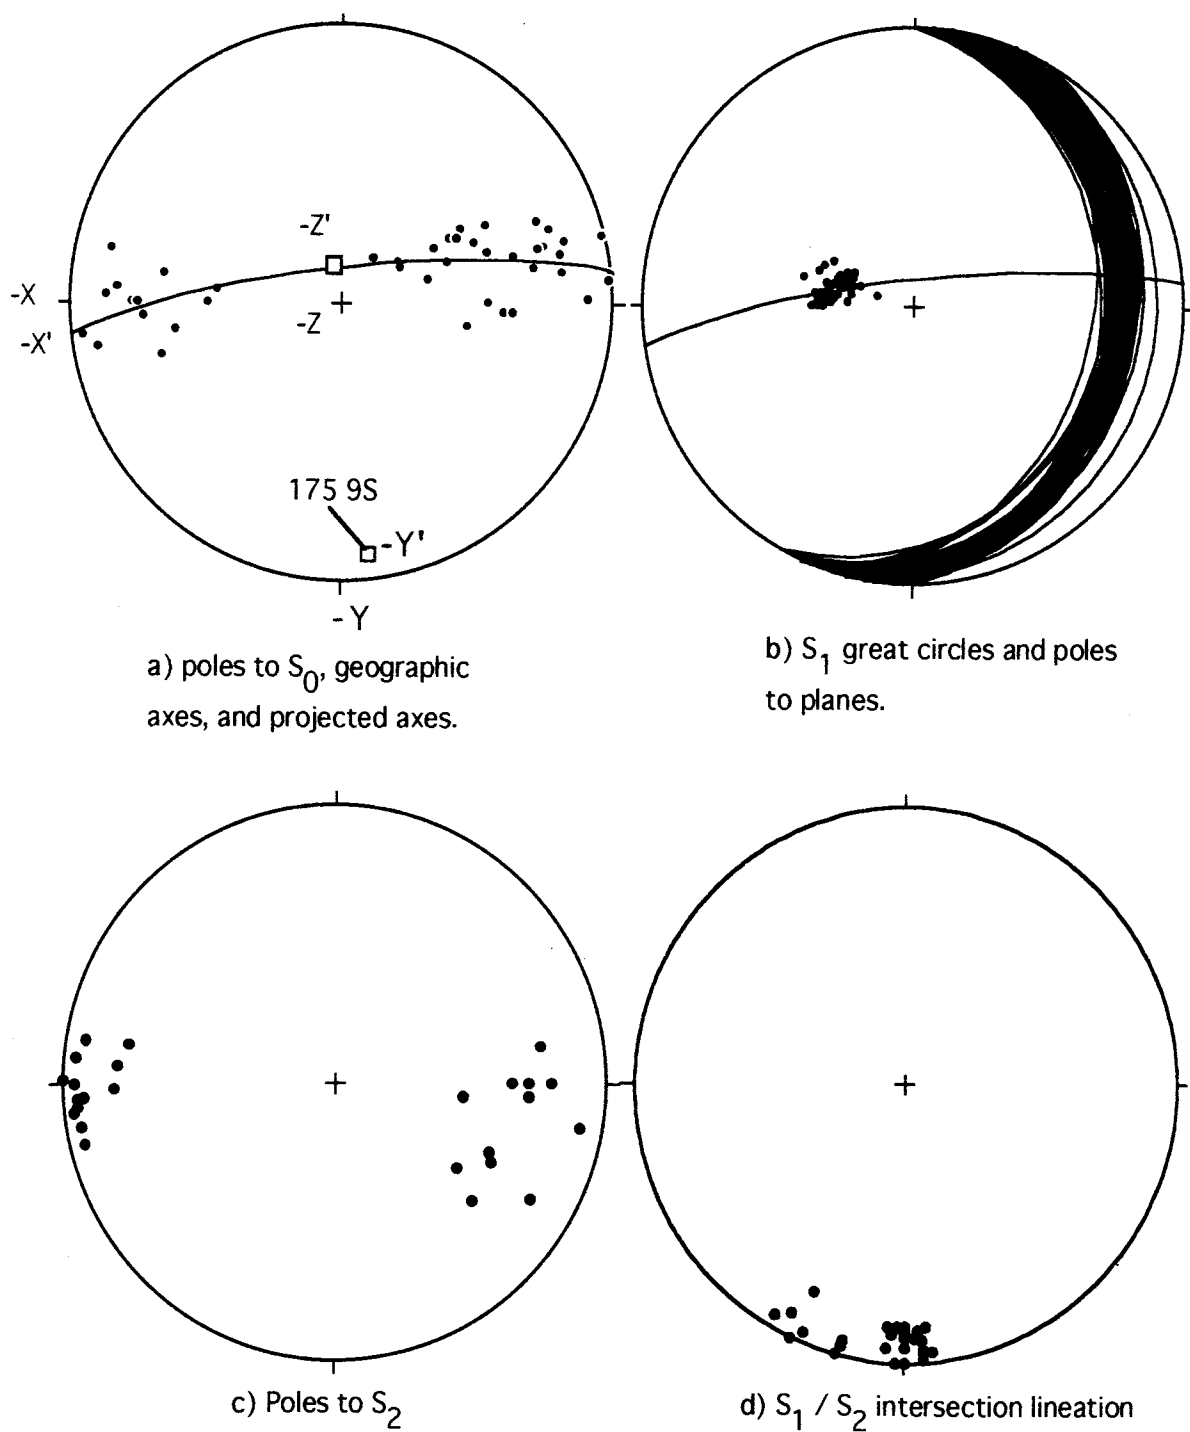 -Z'
-X
-Z
-X'
175 9S
-Y'
-Y
a) poles to S0, geographic
axes, and projected axes.
b) S1 great circles and poles
to planes.
c) Poles to S2
d) S1 / S2 intersection lineation